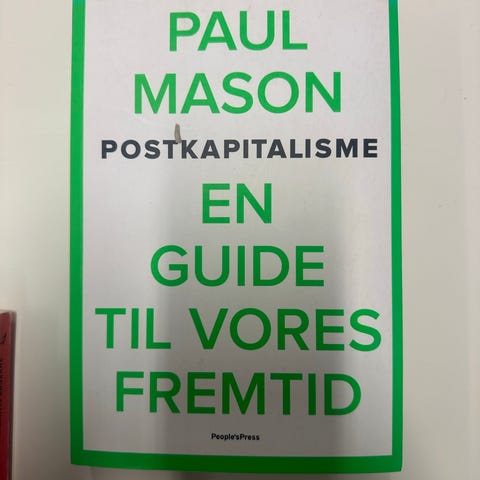 PAUL
MASON
POSTKAPITALISME
EN
GUIDE
TIL VORES
FREMTID
People'sPress